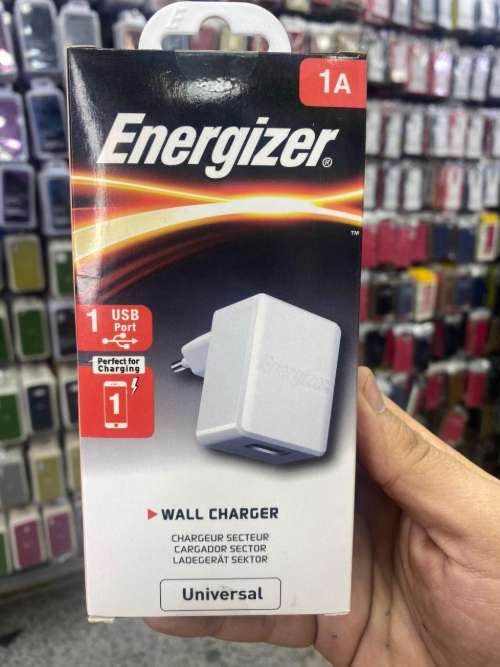 1A
Energizer®
™
1 USB
Port
Perfect for
Charging
1
Energizer
WALL CHARGER
CHARGEUR SECTEUR
CARGADOR SECTOR
LADEGERÄT SEKTOR
Universal